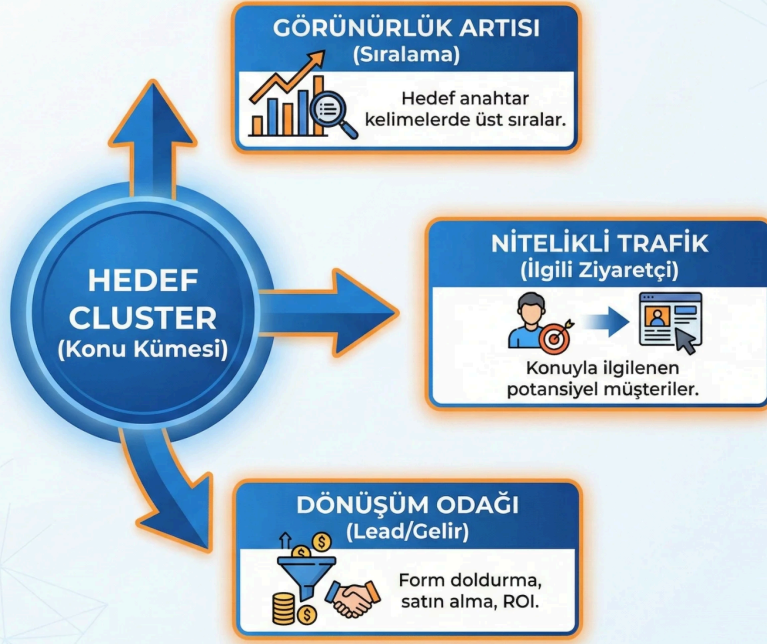 GÖRÜNÜRLÜK ARTISI
(Sıralama)
Hedef anahtar
kelimelerde üst sıralar.
HEDEF
CLUSTER
(Konu Kümesi)
NİTELİKLİ TRAFİK
(İlgili Ziyaretçi)
Konuyla ilgilenen
potansiyel müşteriler.
DÖNÜŞÜM ODAĞI
(Lead/Gelir)
Form doldurma,
satın alma, ROI.